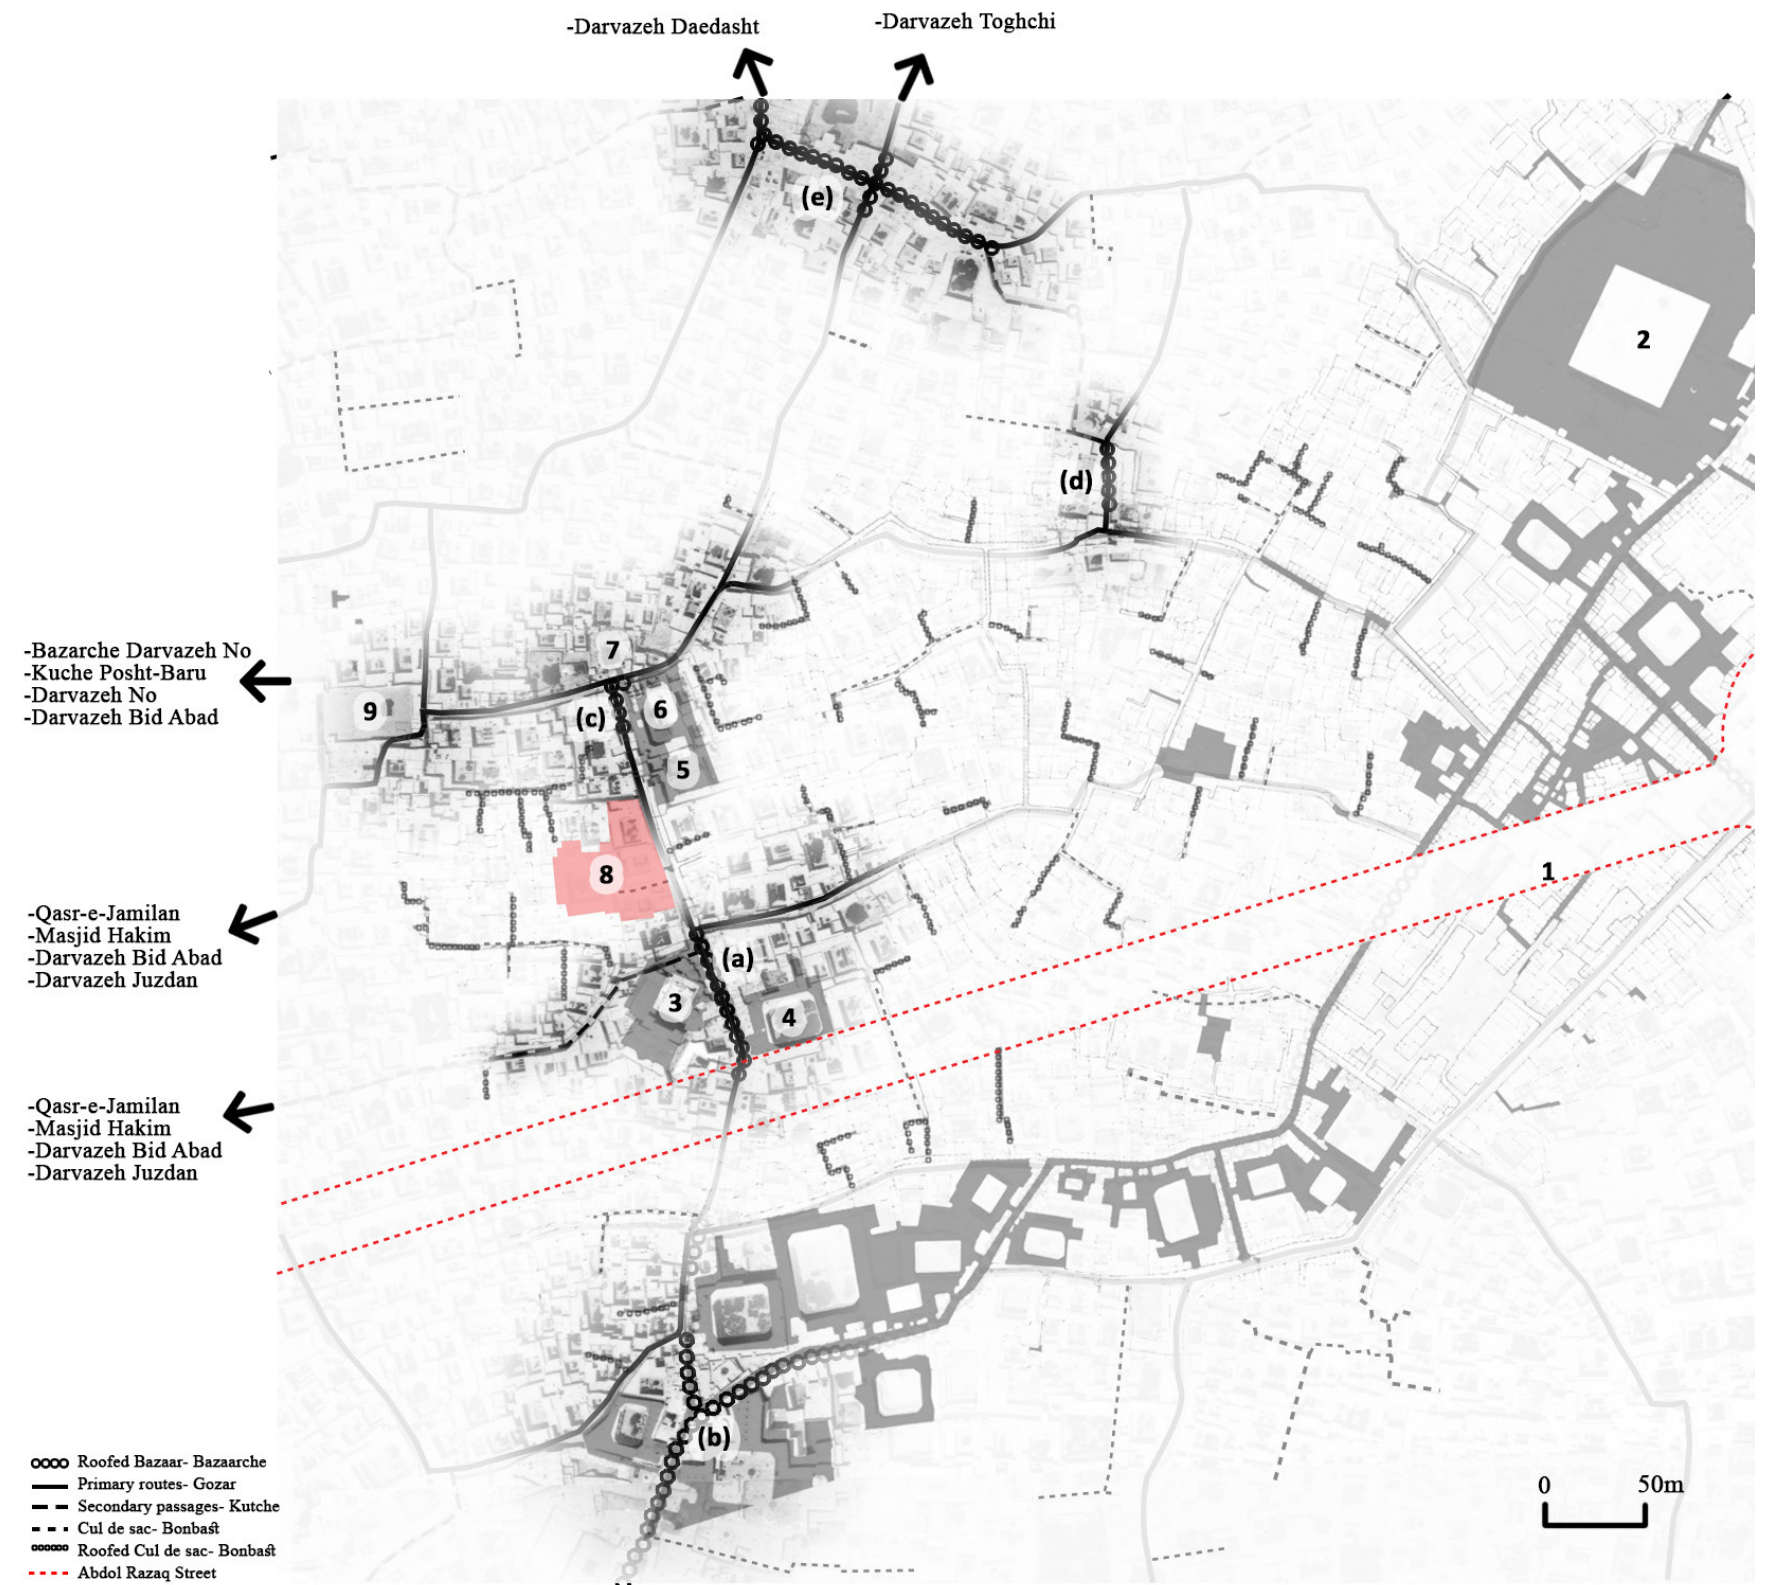 -Darvazeh Daedasht
-Darvazeh Toghchi
(e)
2
(d)
-Bazarche Darvazeh No
-Kuche Posht-Baru
-Darvazeh No
-Darvazeh Bid Abad
7
9
(c)
6
5
8
1
-Qasr-e-Jamilan
-Masjid Hakim
-Darvazeh Bid Abad
-Darvazeh Juzdan
(a)
3
4
-Qasr-e-Jamilan
-Masjid Hakim
-Darvazeh Bid Abad
-Darvazeh Juzdan
(b)
Roofed Bazaar- Bazaarche
Primary routes- Gozar
Secondary passages- Kutche
Cul de sac- Bonbast
Roofed Cul de sac- Bonbast
Abdol Razaq Street
0 50m